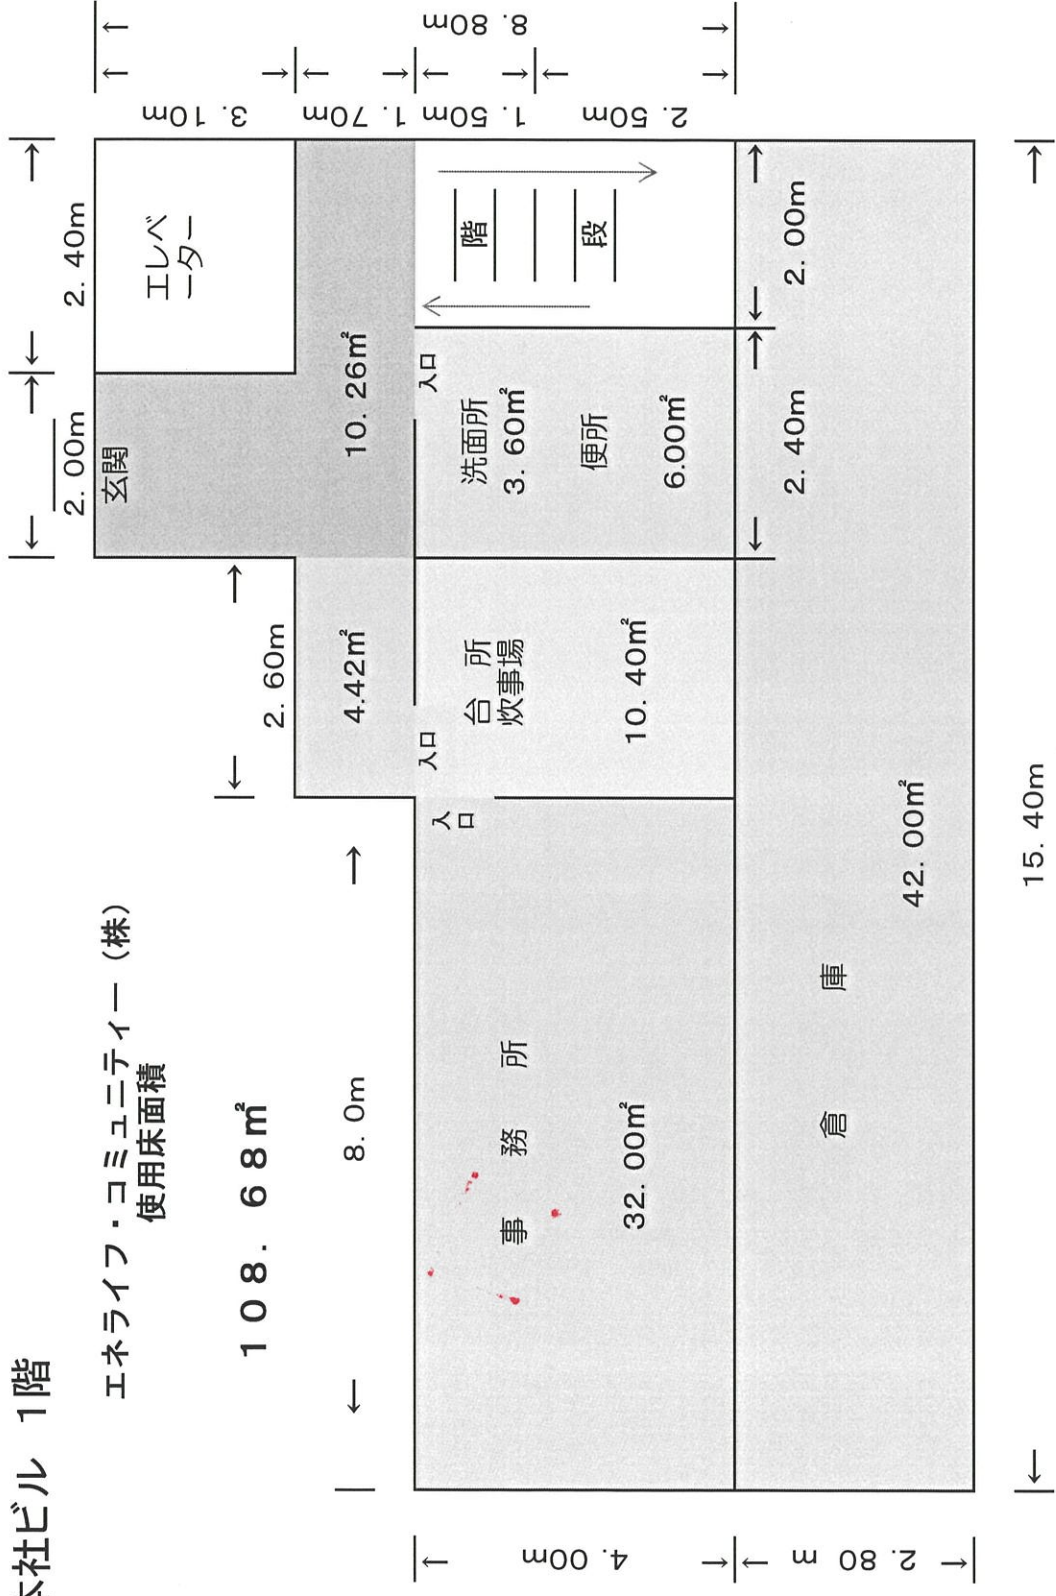 本社ビル 1階
エネライフ・コミュニティー（株）
使用床面積
108. 68㎡
2. 00m
2. 40m
玄関
エレベ
ーター
3. 10m
8. 80m
2. 60m
4.42㎡
10. 26㎡
1. 70m
8. 0m
入口
入口
入口
事務所
32. 00㎡
台所
炊事場
10. 40㎡
洗面所
3. 60㎡
便所
6.00㎡
階
段
1. 50m
2. 50m
4. 00m
2. 40m
2. 00m
倉庫
42. 00㎡
2. 80m
15. 40m